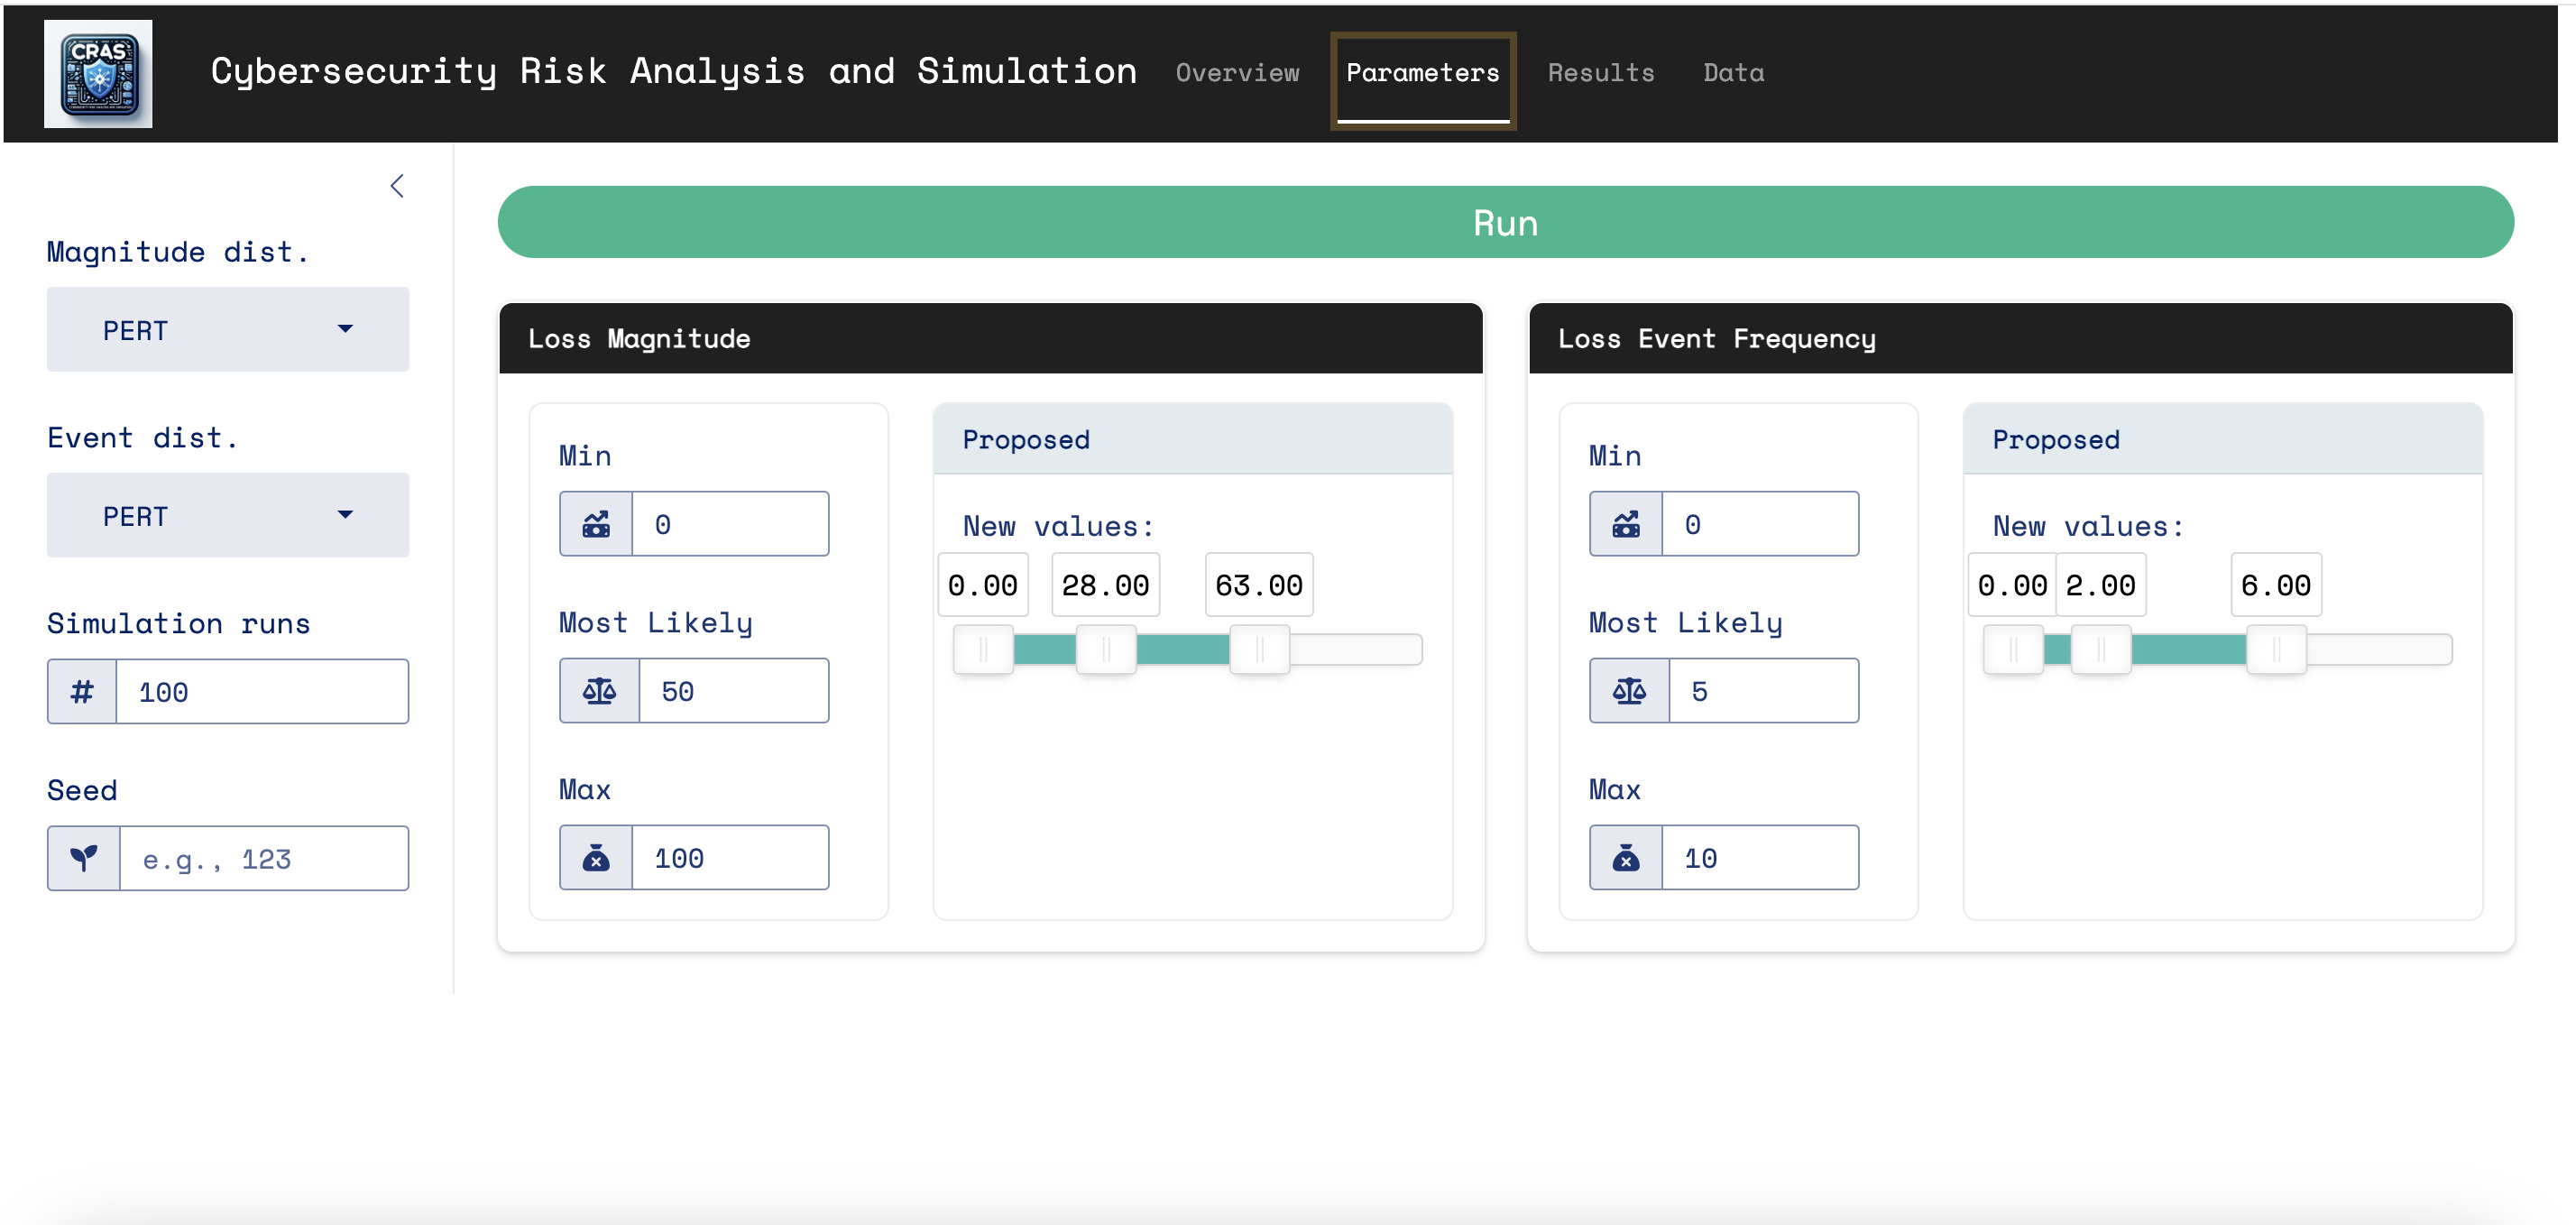 CRAS
Cybersecurity Risk Analysis and Simulation
Overview
Parameters
Results
Data
Magnitude dist.
PERT
Event dist.
PERT
Simulation runs
100
Seed
e.g., 123
Run
Loss Magnitude
Min
0
Most Likely
50
Max
100
Proposed
New values:
0.00 28.00 63.00
Loss Event Frequency
Min
0
Most Likely
5
Max
10
Proposed
New values:
0.00 2.00 6.00